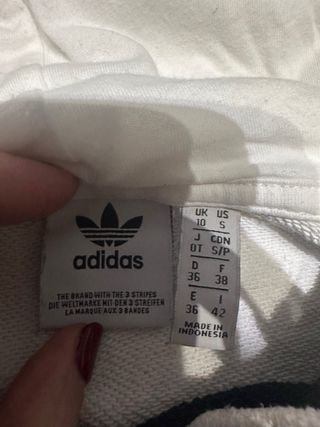 adidas
THE BRAND WITH THE 3 STRIPES
DIE WELTMARKE MIT DEN 3 STREIFEN
LA MARQUE AUX 3 BANDES
UK US
10 S
J CDN
OT S/P
D F
36 38
E I
36 42
MADE IN
INDONESIA